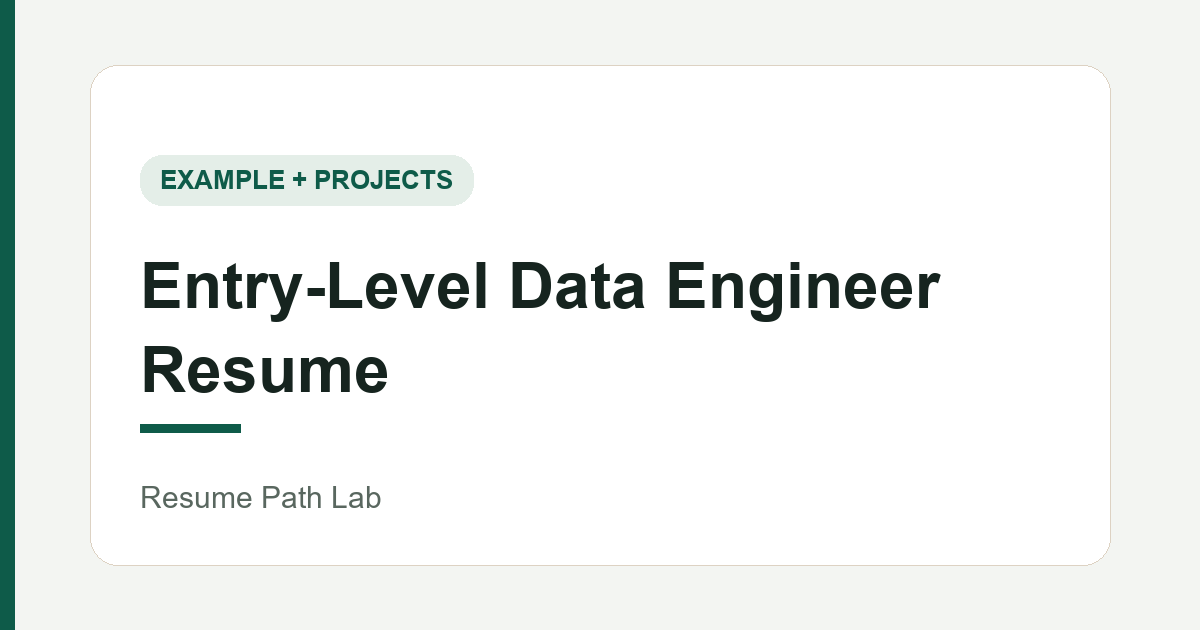 EXAMPLE + PROJECTS
Entry-Level Data Engineer
Resume
Resume Path Lab